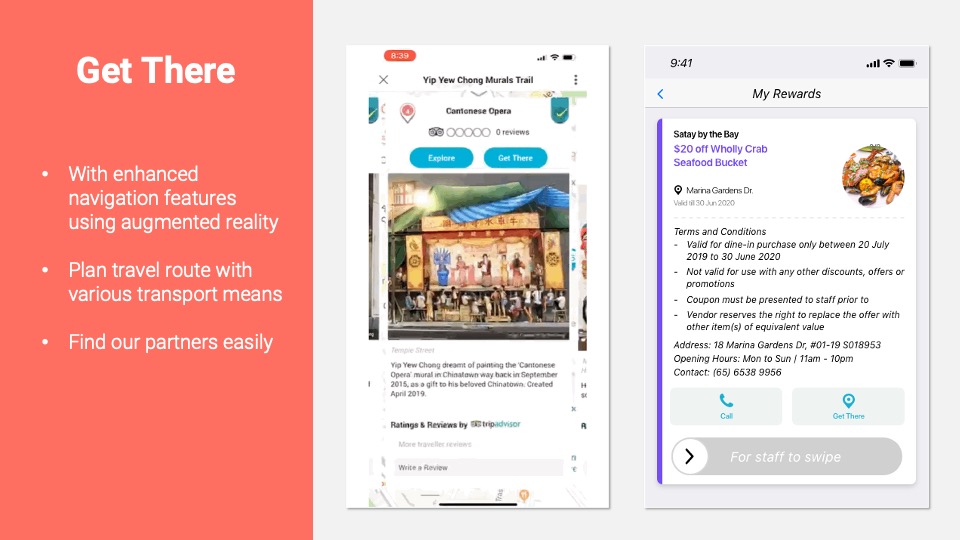 Get There
• With enhanced
navigation features
using augmented reality
• Plan travel route with
various transport means
• Find our partners easily
8:39
Yip Yew Chong Murals Trail
Cantonese Opera
0 reviews
Explore
Get There
Temple Street
Yip Yew Chong dreamt of painting the 'Cantonese
Opera' mural in Chinatown way back in September
2015, as a gift to his beloved Chinatown. Created
April 2019.
Ratings & Reviews by tripadvisor
More traveller reviews
Write a Review
Tras
9:41
My Rewards
Satay by the Bay
$20 off Wholly Crab
Seafood Bucket
Marina Gardens Dr.
Valid till 30 Jun 2020
Terms and Conditions
- Valid for dine-in purchase only between 20 July
2019 to 30 June 2020
- Not valid for use with any other discounts, offers or
promotions
- Coupon must be presented to staff prior to
- Vendor reserves the right to replace the offer with
other item(s) of equivalent value
Address: 18 Marina Gardens Dr, #01-19 S018953
Opening Hours: Mon to Sun | 11am - 10pm
Contact: (65) 6538 9956
Call
Get There
For staff to swipe